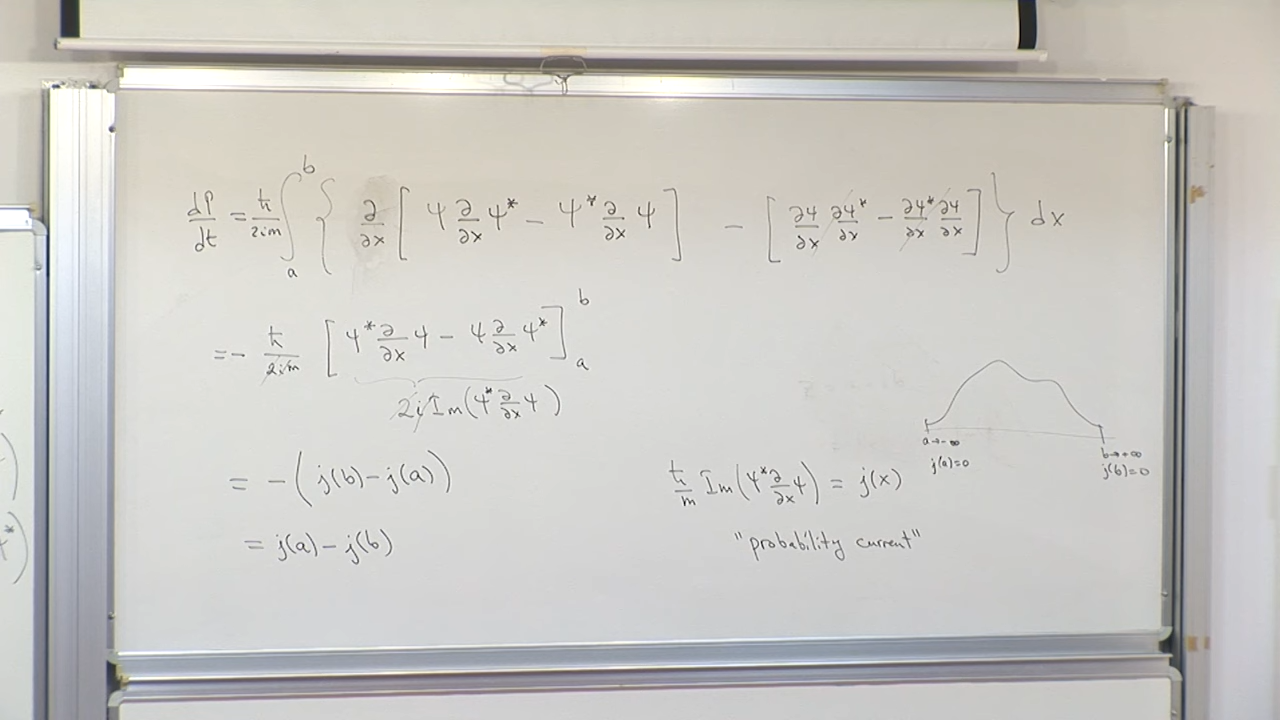 dP/dt = ħ/2im ∫_a^b { ∂/∂x [ ψ ∂/∂x ψ* − ψ* ∂/∂x ψ ] − [ ∂ψ/∂x ∂ψ*/∂x − ∂ψ*/∂x ∂ψ/∂x ] } dx
= − ħ/2im [ ψ* ∂/∂x ψ − ψ ∂/∂x ψ* ]_a^b
2i Im(ψ* ∂/∂x ψ)
= −( j(b) − j(a) )
= j(a) − j(b)
ħ/m Im(ψ* ∂/∂x ψ) = j(x)
"probability current"
a→−∞
j(a)=0
b→+∞
j(b)=0